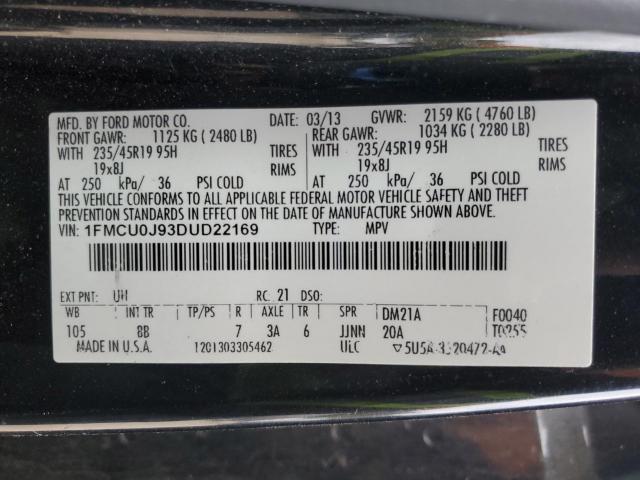 MFD. BY FORD MOTOR CO. DATE: 03/13 GVWR: 2159 KG ( 4760 LB)
FRONT GAWR: 1125 KG ( 2480 LB) REAR GAWR: 1034 KG ( 2280 LB)
WITH 235/45R19 95H TIRES WITH 235/45R19 95H TIRES
19x8J RIMS 19x8J RIMS
AT 250 kPa/ 36 PSI COLD AT 250 kPa/ 36 PSI COLD
THIS VEHICLE CONFORMS TO ALL APPLICABLE FEDERAL MOTOR VEHICLE SAFETY AND THEFT
PREVENTION STANDARDS IN EFFECT ON THE DATE OF MANUFACTURE SHOWN ABOVE.
VIN: 1FMCU0J93DUD22169 TYPE: MPV
EXT PNT: UH RC: 21 DSO:
WB INT TR TP/PS R AXLE TR SPR DM21A F0040
105 8B 7 3A 6 JJNN 20A T0255
MADE IN U.S.A. 1201303305462 ULC